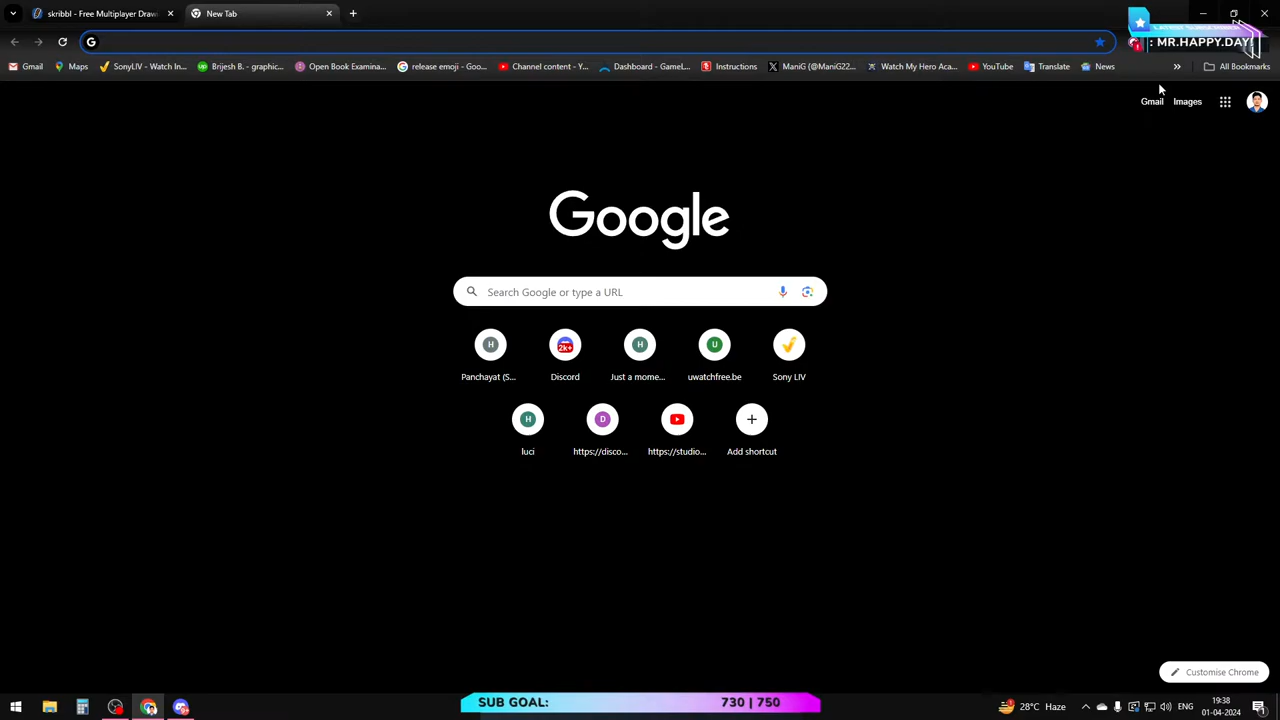 skribbl - Free Multiplayer Draw
New Tab
: MR.HAPPY.DAY!
Gmail
Maps
SonyLIV - Watch In...
Brijesh B. - graphic...
Open Book Examina...
release emoji - Goo...
Channel content - Y...
Dashboard - GameL...
Instructions
ManiG (@ManiG22...
Watch My Hero Aca...
YouTube
Translate
News
All Bookmarks
Gmail
Images
Google
Search Google or type a URL
H
2k+
H
U
Panchayat (S...
Discord
Just a mome...
uwatchfree.be
Sony LIV
H
D
luci
https://disco...
https://studio...
Add shortcut
Customise Chrome
SUB GOAL: 730 | 750
28°C Haze
ENG
19:38
01-04-2024